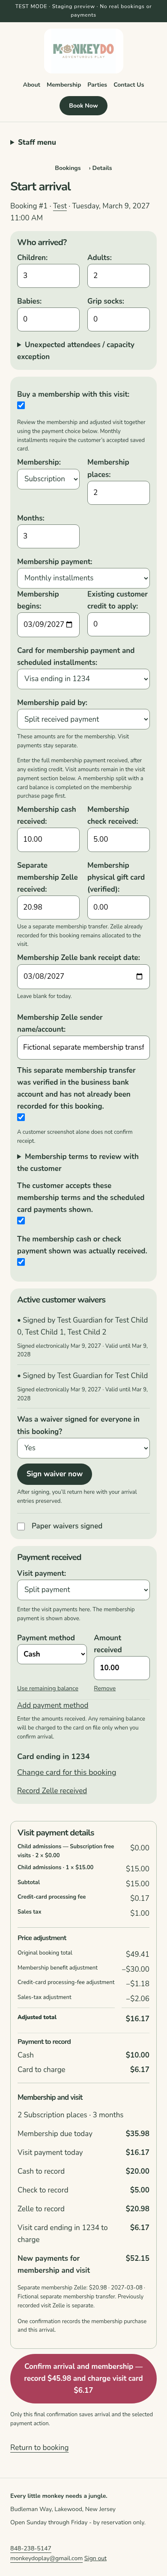 TEST MODE · Staging preview · No real bookings or
payments
MONKEYDO
ADVENTUROUS PLAY
About Membership Parties Contact Us
Book Now
▶ Staff menu
Bookings › Details
Start arrival
Booking #1 · Test · Tuesday, March 9, 2027
11:00 AM
Who arrived?
Children: Adults:
3 2
Babies: Grip socks:
0 0
▶ Unexpected attendees / capacity
exception
Buy a membership with this visit:
Review the membership and adjusted visit together
using the payment choices below. Monthly
installments require the customer's accepted saved
card.
Membership: Membership
places:
Subscription 2
Months:
3
Membership payment:
Monthly installments
Membership Existing customer
begins: credit to apply:
03/09/2027 0
Card for membership payment and
scheduled installments:
Visa ending in 1234
Membership paid by:
Split received payment
These amounts are for the membership. Visit
payments stay separate.
Enter the full membership payment received, after
any existing credit. Visit amounts remain in the visit
payment section below. A membership split with a
card balance is completed on the membership
purchase page first.
Membership cash Membership
received: check received:
10.00 5.00
Separate Membership
membership Zelle physical gift card
received: (verified):
20.98 0.00
Use a separate membership transfer. Zelle already
recorded for this booking remains allocated to the
visit.
Membership Zelle bank receipt date:
03/08/2027
Leave blank for today.
Membership Zelle sender
name/account:
Fictional separate membership transf
This separate membership transfer
was verified in the business bank
account and has not already been
recorded for this booking.
A customer screenshot alone does not confirm
receipt.
▶ Membership terms to review with
the customer
The customer accepts these
membership terms and the scheduled
card payments shown.
The membership cash or check
payment shown was actually received.
Active customer waivers
• Signed by Test Guardian for Test Child
0, Test Child 1, Test Child 2
Signed electronically Mar 9, 2027 · Valid until Mar 9,
2028
• Signed by Test Guardian for Test Child
Signed electronically Mar 9, 2027 · Valid until Mar 9,
2028
Was a waiver signed for everyone in
this booking?
Yes
Sign waiver now
After signing, you'll return here with your arrival
entries preserved.
Paper waivers signed
Payment received
Visit payment:
Split payment
Enter the visit payments here. The membership
payment is shown above.
Payment method Amount
received
Cash 10.00
Use remaining balance Remove
Add payment method
Enter the amounts received. Any remaining balance
will be charged to the card on file only when you
confirm arrival.
Card ending in 1234
Change card for this booking
Record Zelle received
Visit payment details
Child admissions — Subscription free
visits · 2 × $0.00 $0.00
Child admissions · 1 × $15.00 $15.00
Subtotal $15.00
Credit-card processing fee $0.17
Sales tax $1.00
Price adjustment
Original booking total $49.41
Membership benefit adjustment −$30.00
Credit-card processing-fee adjustment −$1.18
Sales-tax adjustment −$2.06
Adjusted total $16.17
Payment to record
Cash $10.00
Card to charge $6.17
Membership and visit
2 Subscription places · 3 months
Membership due today $35.98
Visit payment today $16.17
Cash to record $20.00
Check to record $5.00
Zelle to record $20.98
Visit card ending in 1234 to $6.17
charge
New payments for $52.15
membership and visit
Separate membership Zelle: $20.98 · 2027-03-08 ·
Fictional separate membership transfer. Previously
recorded visit Zelle is separate.
One confirmation records the membership purchase
and this arrival.
Confirm arrival and membership —
record $45.98 and charge visit card
$6.17
Only this final confirmation saves arrival and the selected
payment action.
Return to booking
Every little monkey needs a jungle.
Budleman Way, Lakewood, New Jersey
Open Sunday through Friday - by reservation only.
848-238-5147
monkeydoplay@gmail.com Sign out